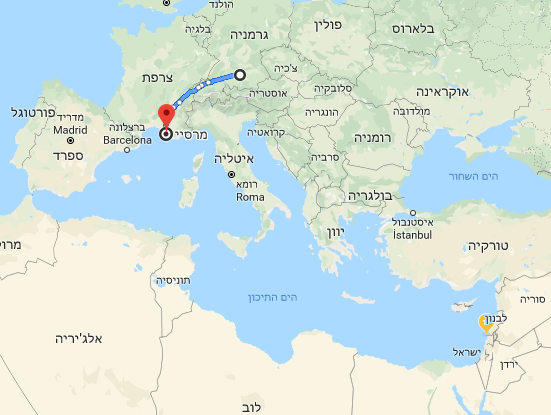 הולנד
פולין
בלארוס
בלגיה
גרמניה
צ'כיה
צרפת
סלובקיה
אוקראינה
אוסטריה
הונגריה
מולדובה
פורטוגל
מדריד
Madrid
ברצלונה
Barcelona
מרסיי
קרואטיה
רומניה
ספרד
איטליה
סרביה
רומא
Roma
הים השחור
בולגריה
איסטנבול
İstanbul
יוון
טורקיה
מרוק
תוניסיה
הים התיכון
סוריה
לבנון
אלג'יריה
ישראל
ירדן
לוב